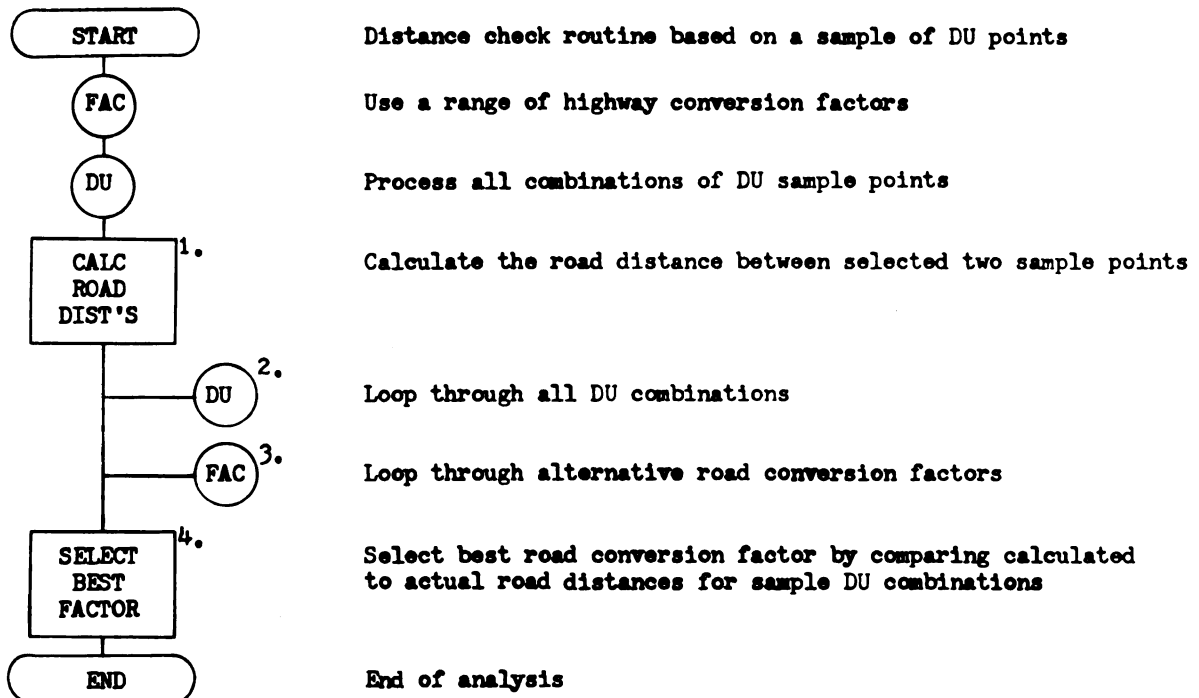 START
Distance check routine based on a sample of DU points
FAC
Use a range of highway conversion factors
DU
Process all combinations of DU sample points
1.
CALC
ROAD
DIST'S
Calculate the road distance between selected two sample points
2.
DU
Loop through all DU combinations
3.
FAC
Loop through alternative road conversion factors
4.
SELECT
BEST
FACTOR
Select best road conversion factor by comparing calculated
to actual road distances for sample DU combinations
END
End of analysis